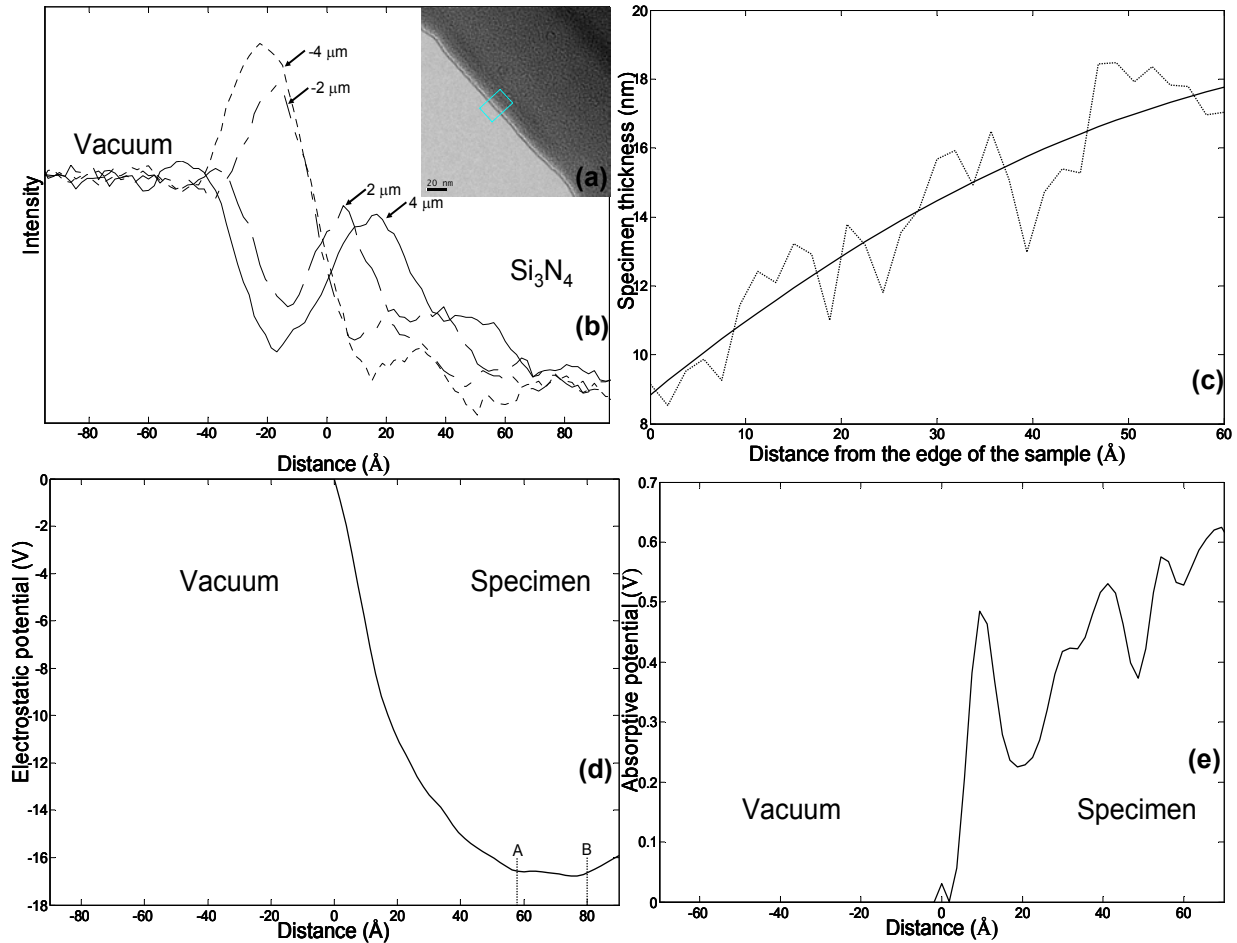 -4 μm
-2 μm
Vacuum
2 μm
4 μm
Si3N4
(b)
Intensity
-80 -60 -40 -20 0 20 40 60 80
Distance (Å)
20 nm
(a)
20
18
16
14
12
10
8
Specimen thickness (nm)
(c)
0 10 20 30 40 50 60
Distance from the edge of the sample (Å)
0
-2
-4
-6
-8
-10
-12
-14
-16
-18
Electrostatic potential (V)
Vacuum Specimen
(d)
A B
-80 -60 -40 -20 0 20 40 60 80
Distance (Å)
0.7
0.6
0.5
0.4
0.3
0.2
0.1
0
Absorptive potential (V)
(e)
Vacuum Specimen
-60 -40 -20 0 20 40 60
Distance (Å)